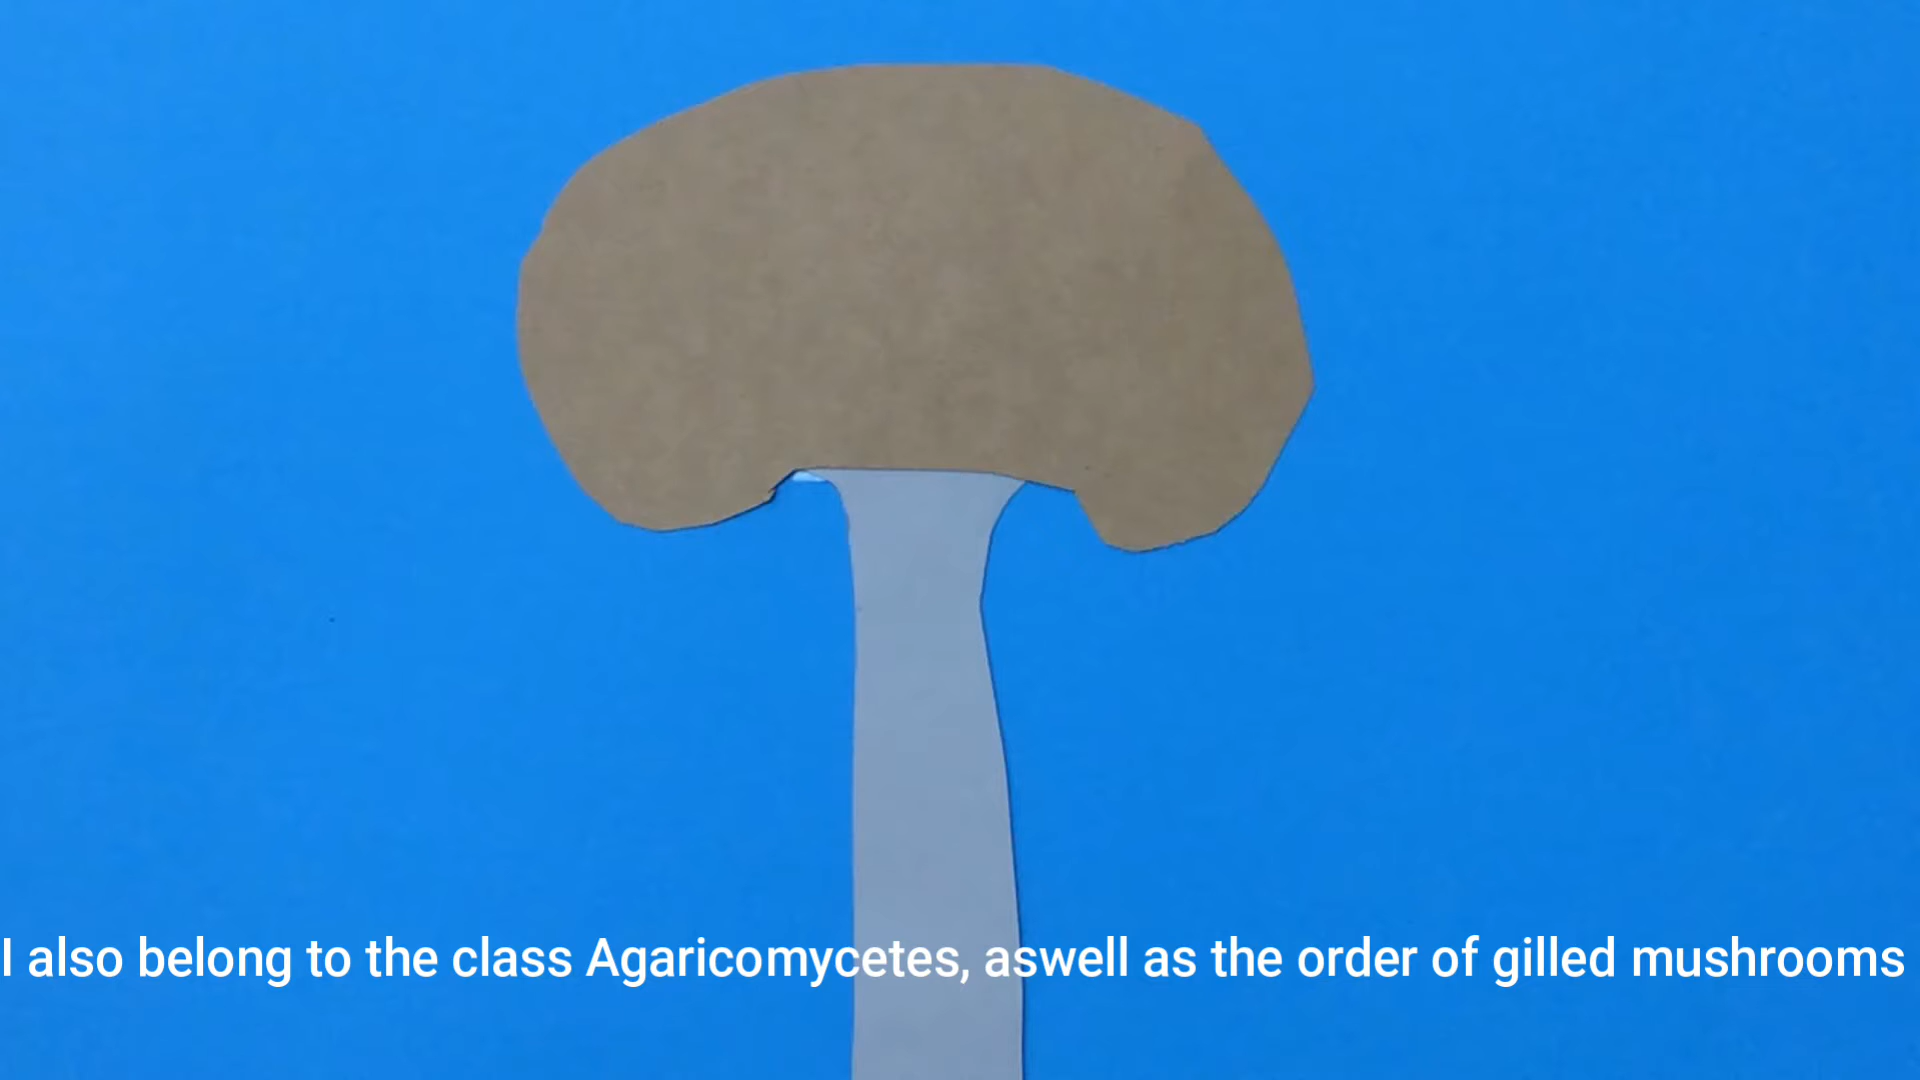 I also belong to the class Agaricomycetes, aswell as the order of gilled mushrooms